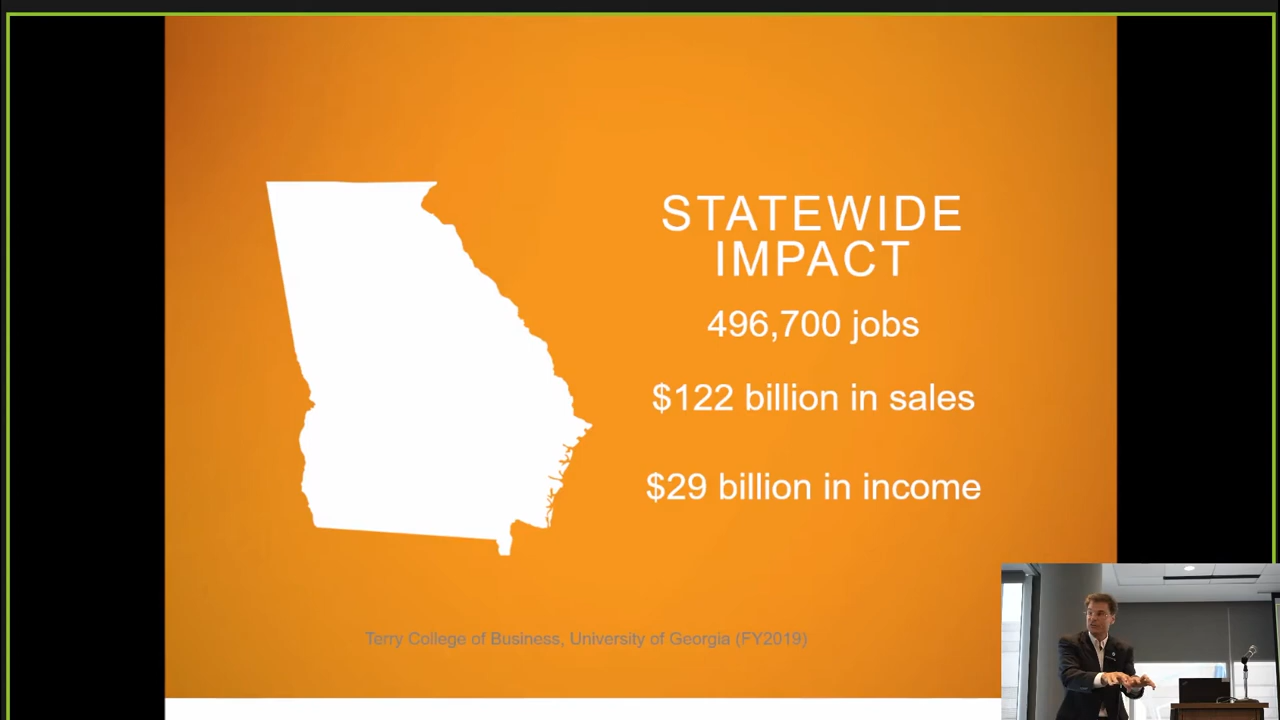 STATEWIDE
IMPACT
496,700 jobs
$122 billion in sales
$29 billion in income
Terry College of Business, University of Georgia (FY2019)